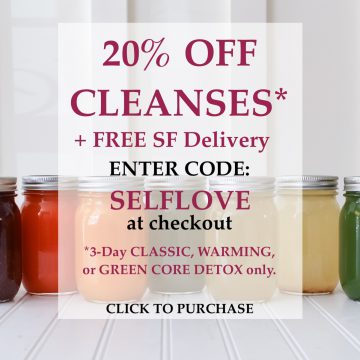 20% OFF
CLEANSES*
+ FREE SF Delivery
ENTER CODE:
SELFLOVE
at checkout
*3-Day CLASSIC, WARMING,
or GREEN CORE DETOX only.
CLICK TO PURCHASE